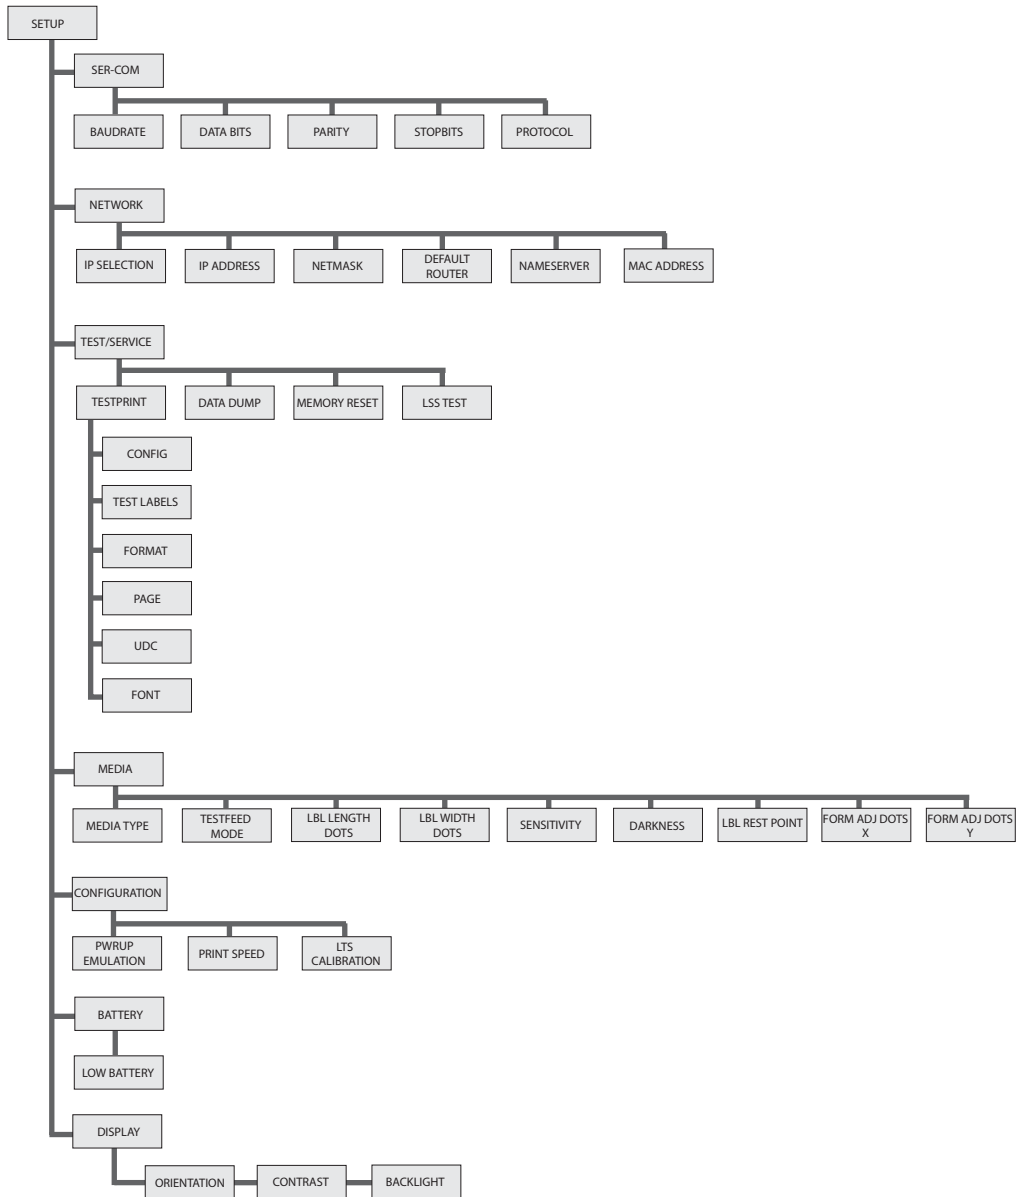 SETUP
SER-COM
BAUDRATE
DATA BITS
PARITY
STOPBITS
PROTOCOL
NETWORK
IP SELECTION
IP ADDRESS
NETMASK
DEFAULT
ROUTER
NAMESERVER
MAC ADDRESS
TEST/SERVICE
TESTPRINT
DATA DUMP
MEMORY RESET
LSS TEST
CONFIG
TEST LABELS
FORMAT
PAGE
UDC
FONT
MEDIA
MEDIA TYPE
TESTFEED
MODE
LBL LENGTH
DOTS
LBL WIDTH
DOTS
SENSITIVITY
DARKNESS
LBL REST POINT
FORM ADJ DOTS
X
FORM ADJ DOTS
Y
CONFIGURATION
PWRUP
EMULATION
PRINT SPEED
LTS
CALIBRATION
BATTERY
LOW BATTERY
DISPLAY
ORIENTATION
CONTRAST
BACKLIGHT